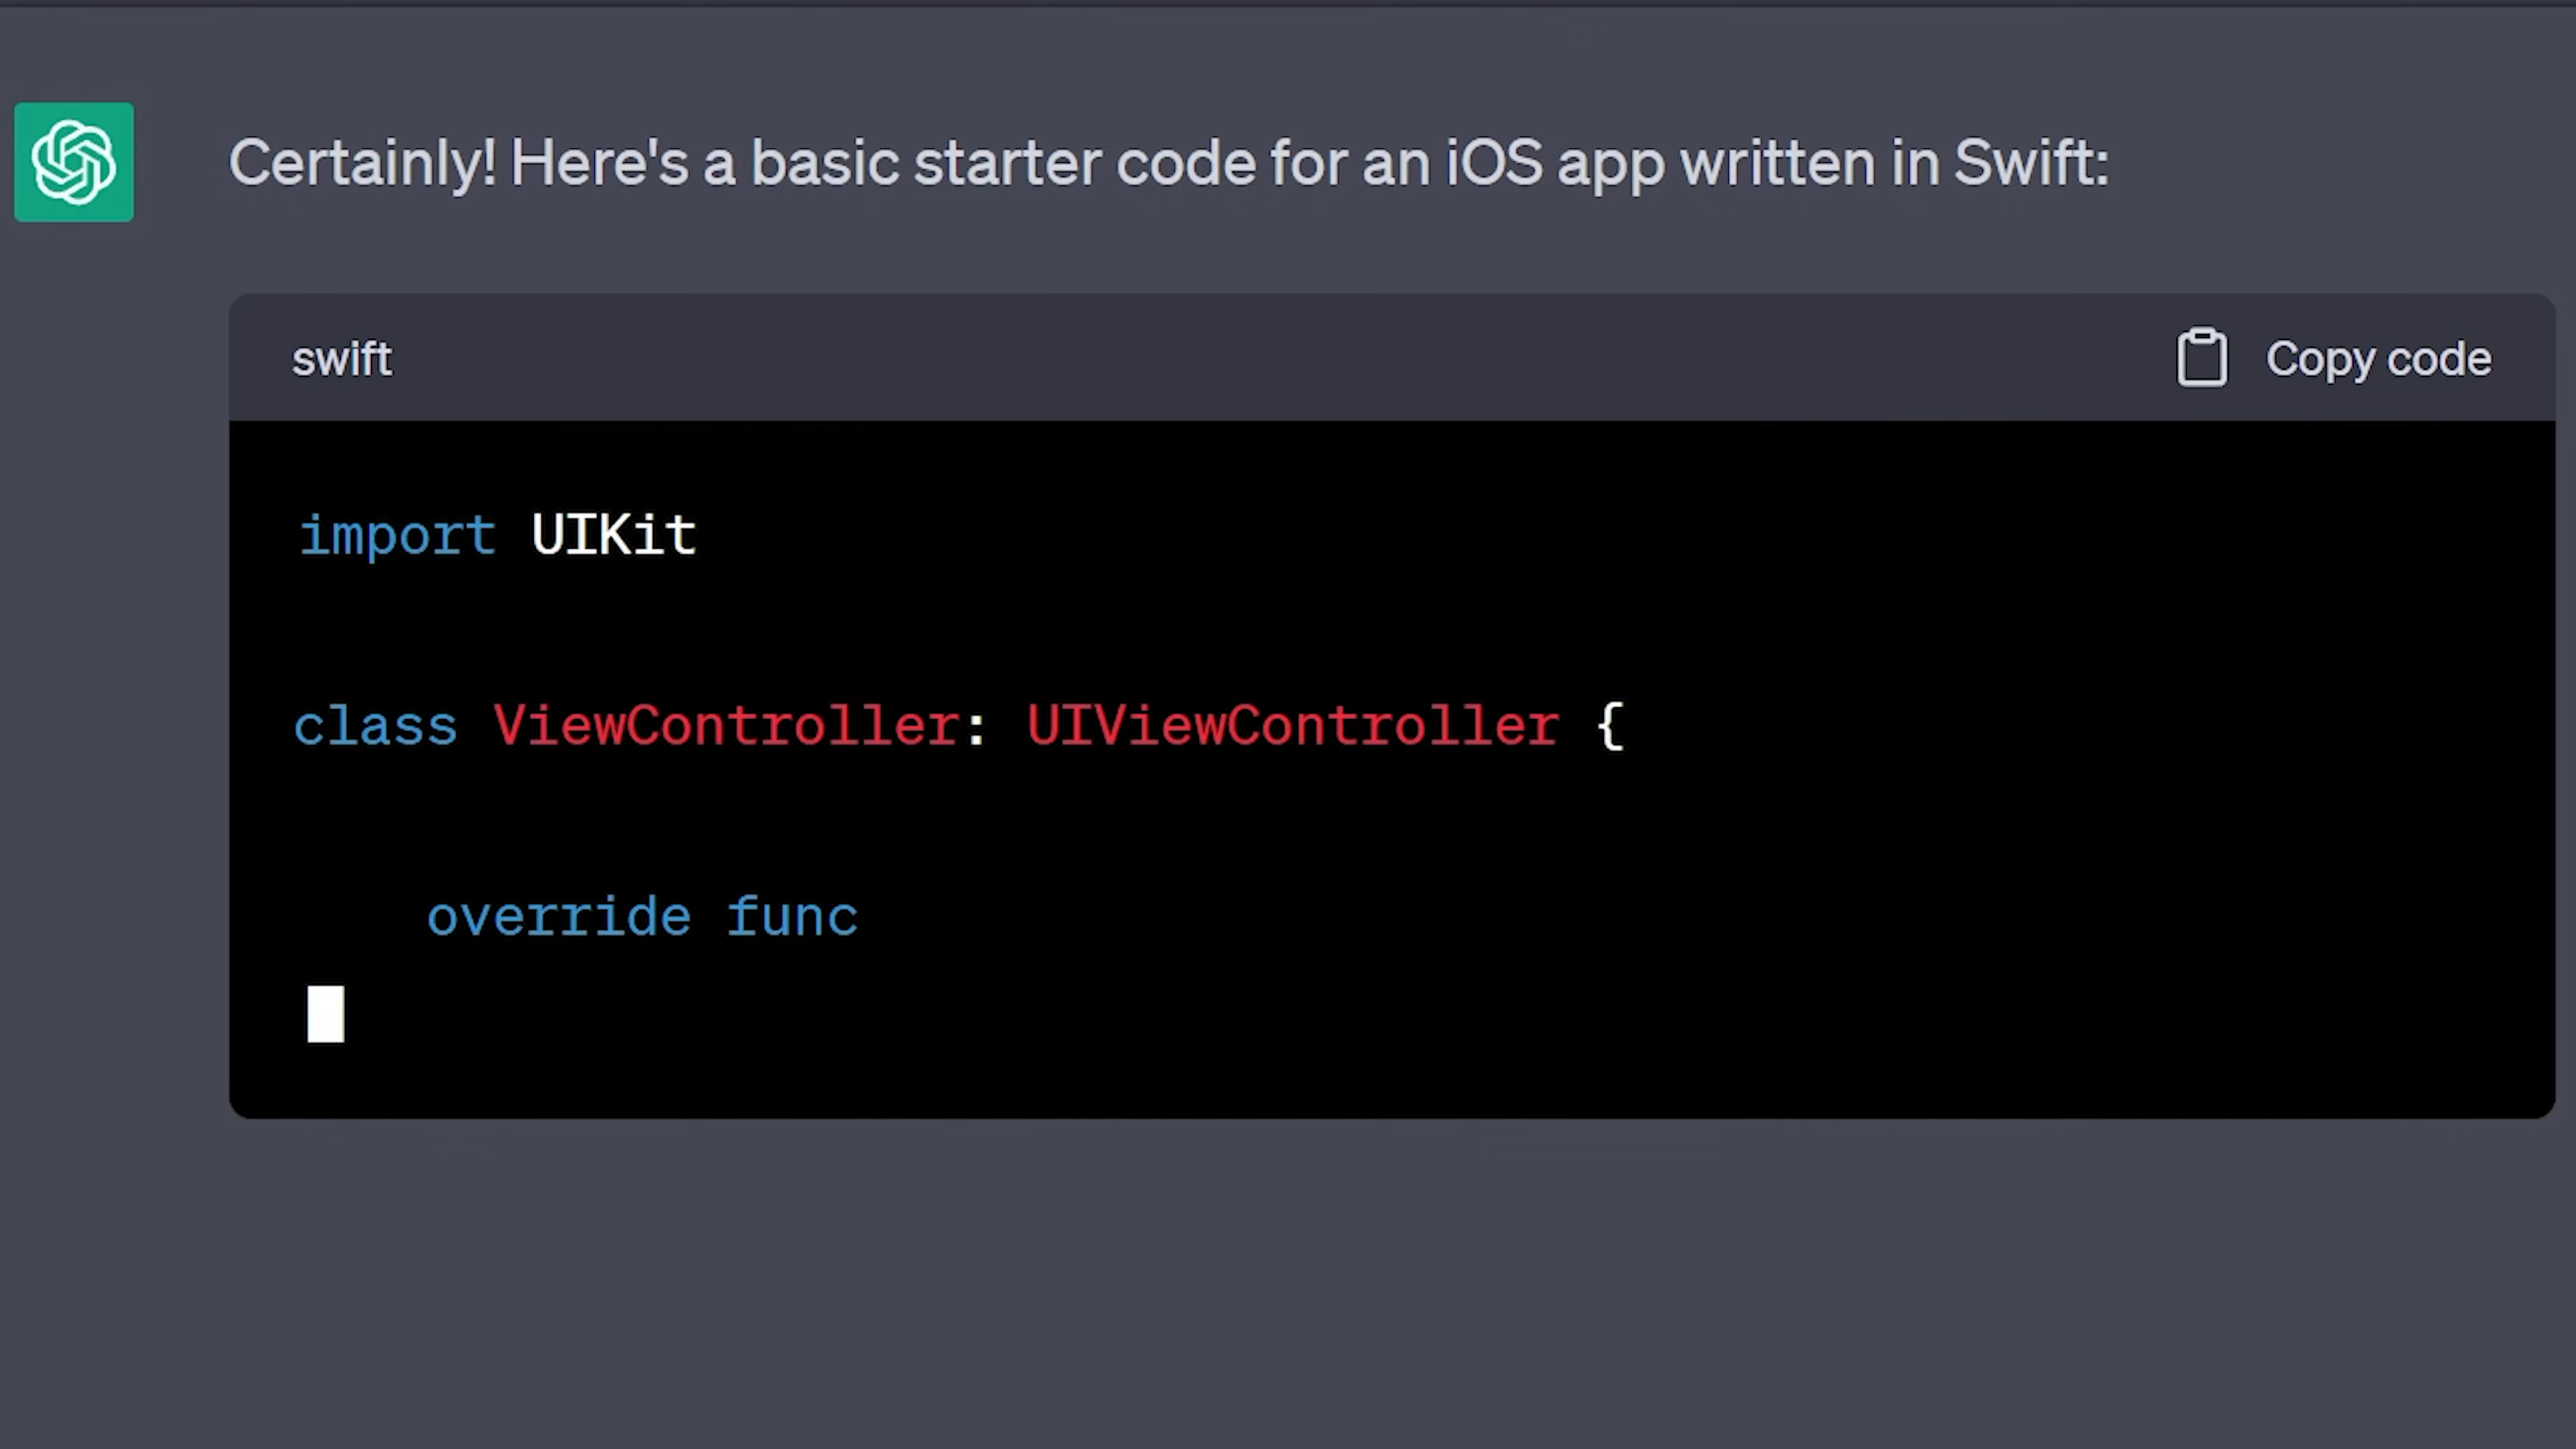 Certainly! Here's a basic starter code for an iOS app written in Swift:
swift
Copy code
import UIKit
class ViewController: UIViewController {
override func